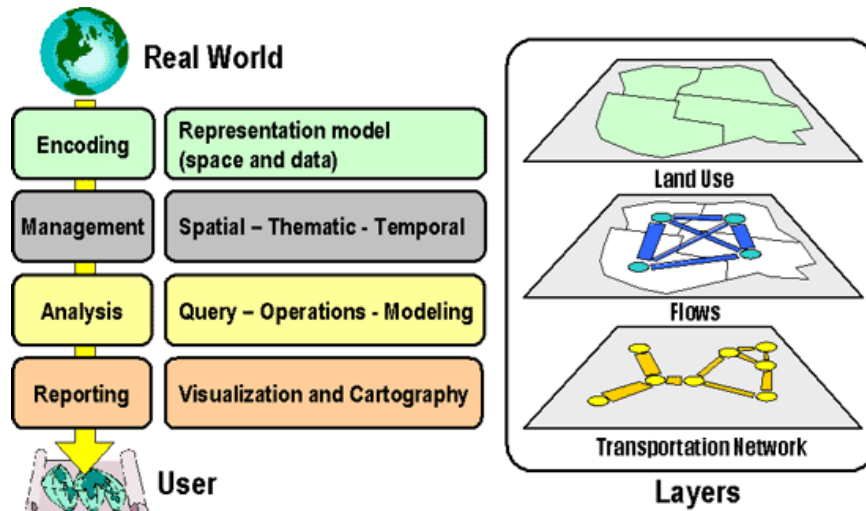 Real World
Encoding
Representation model
(space and data)
Management
Spatial – Thematic - Temporal
Analysis
Query – Operations - Modeling
Reporting
Visualization and Cartography
User
Land Use
Flows
Transportation Network
Layers